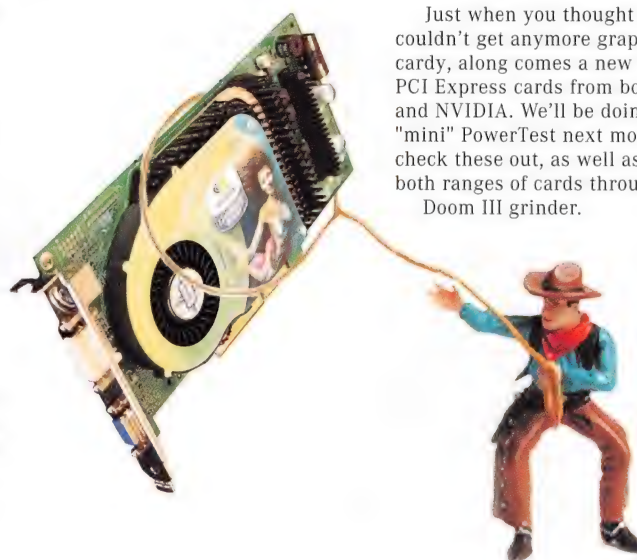 Just when you thought
couldn't get anymore grap
cardy, along comes a new
PCI Express cards from bo
and NVIDIA. We'll be doin
"mini" PowerTest next mo
check these out, as well as
both ranges of cards throu
Doom III grinder.